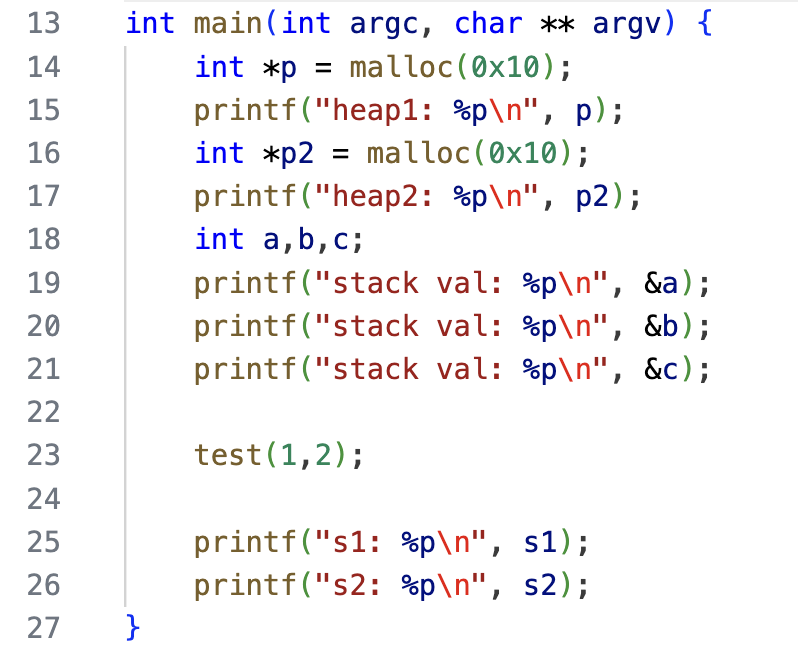 13 int main(int argc, char ** argv) {
14     int *p = malloc(0x10);
15     printf("heap1: %p\n", p);
16     int *p2 = malloc(0x10);
17     printf("heap2: %p\n", p2);
18     int a,b,c;
19     printf("stack val: %p\n", &a);
20     printf("stack val: %p\n", &b);
21     printf("stack val: %p\n", &c);
22
23     test(1,2);
24
25     printf("s1: %p\n", s1);
26     printf("s2: %p\n", s2);
27 }